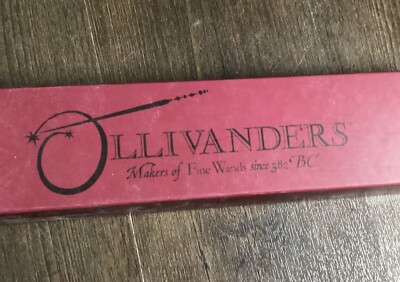 OLLIVANDERS
Makers of Fine Wands since 382 BC